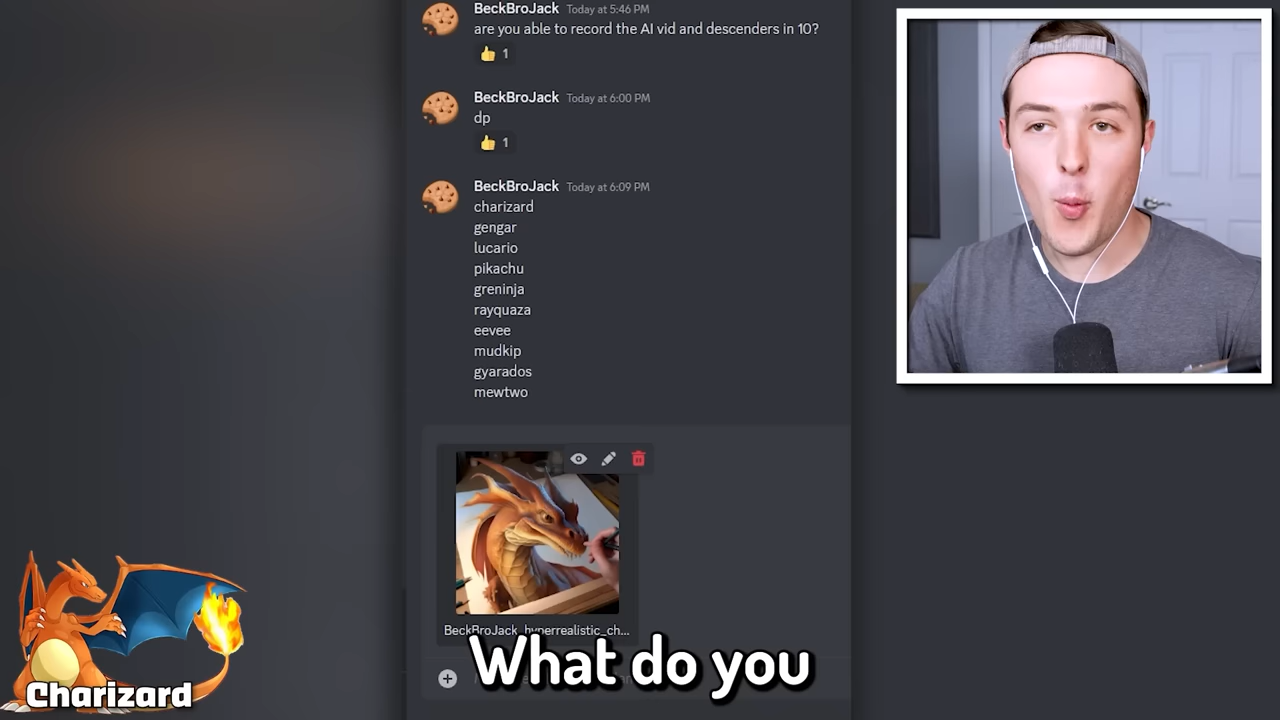 BeckBroJack Today at 5:46 PM
are you able to record the AI vid and descenders in 10?
👍 1
BeckBroJack Today at 6:00 PM
dp
👍 1
BeckBroJack Today at 6:09 PM
charizard
gengar
lucario
pikachu
greninja
rayquaza
eevee
mudkip
gyarados
mewtwo
BeckBroJack_hyperrealistic_ch...
What do you
Charizard